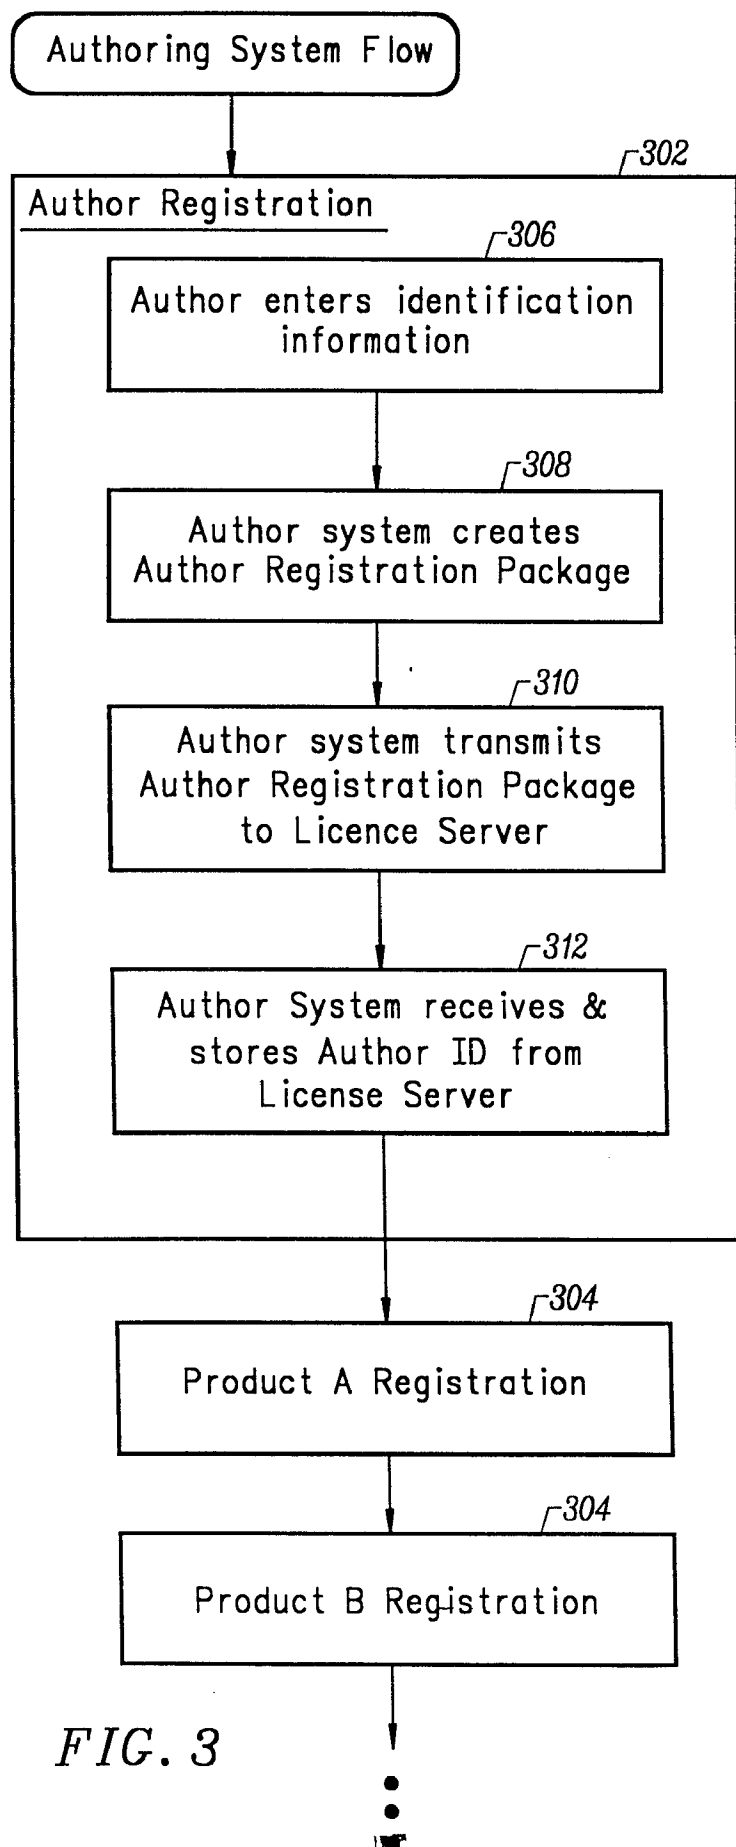 Authoring System Flow
302
Author Registration
306
Author enters identification
information
308
Author system creates
Author Registration Package
310
Author system transmits
Author Registration Package
to Licence Server
312
Author System receives &
stores Author ID from
License Server
304
Product A Registration
304
Product B Registration
FIG. 3